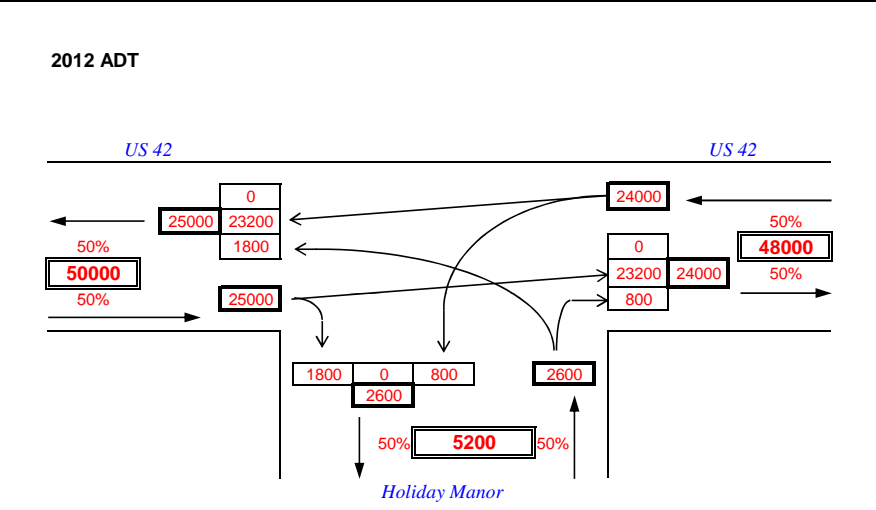 2012 ADT
US 42 US 42
0 24000
25000 23200 50%
50% 1800 0 48000
50000 23200 24000 50%
50% 25000 800
1800 0 800 2600
2600
50% 5200 50%
Holiday Manor